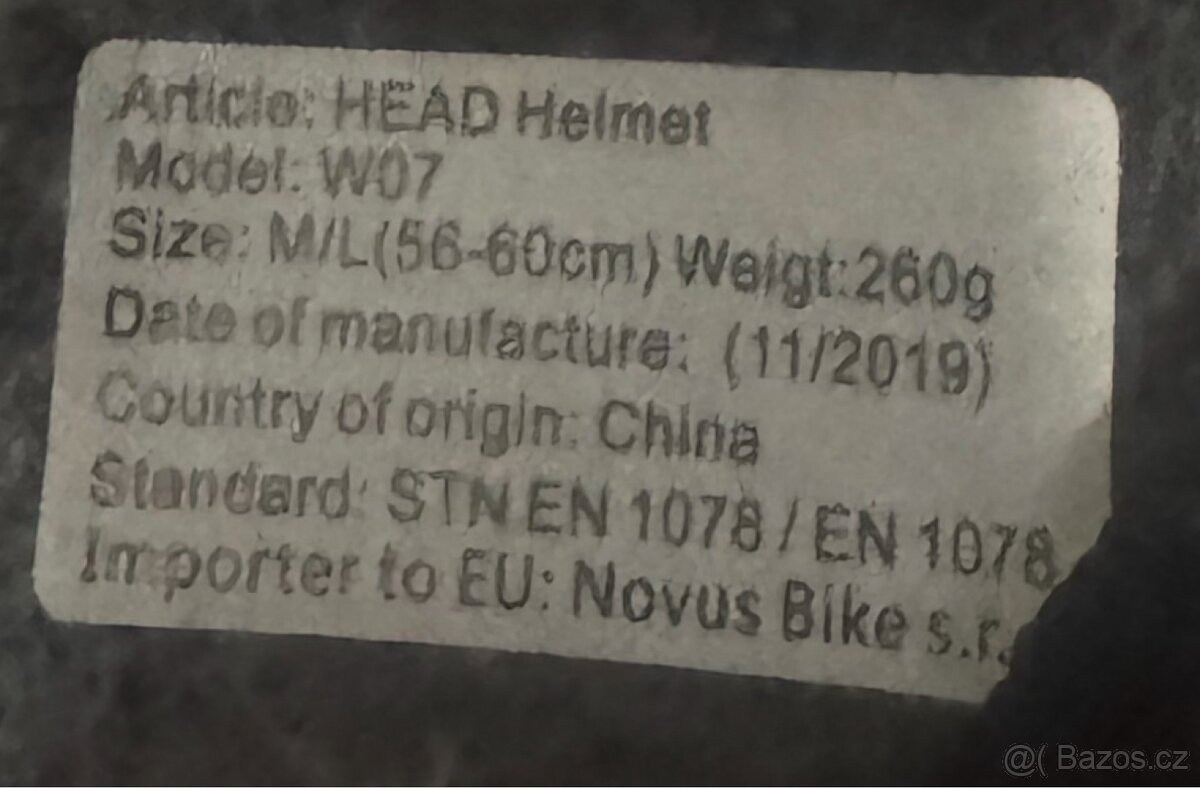 Article: HEAD Helmet
Model: W07
Size: M/L(56-60cm) Weigt:260g
Date of manufacture: (11/2019)
Country of origin: China
Standard: STN EN 1078 / EN 1078
Importer to EU: Novus Bike s.r.
@( Bazos.cz